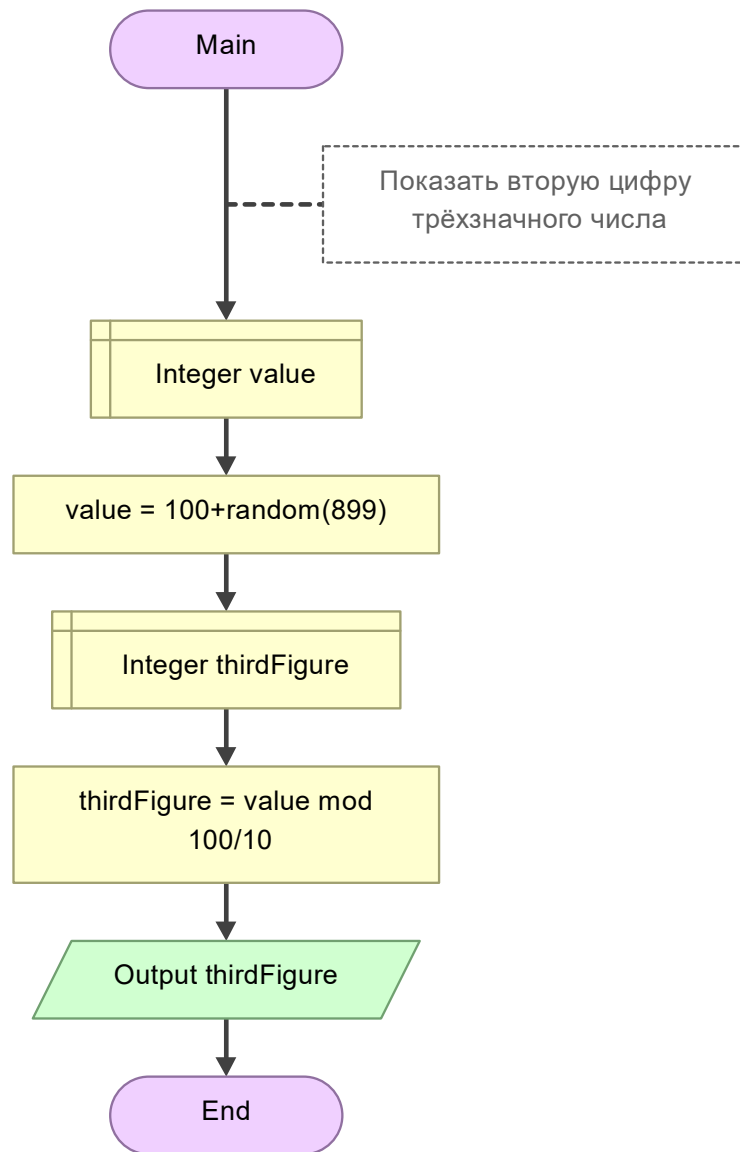 Main
Показать вторую цифру
трёхзначного числа
Integer value
value = 100+random(899)
Integer thirdFigure
thirdFigure = value mod
100/10
Output thirdFigure
End